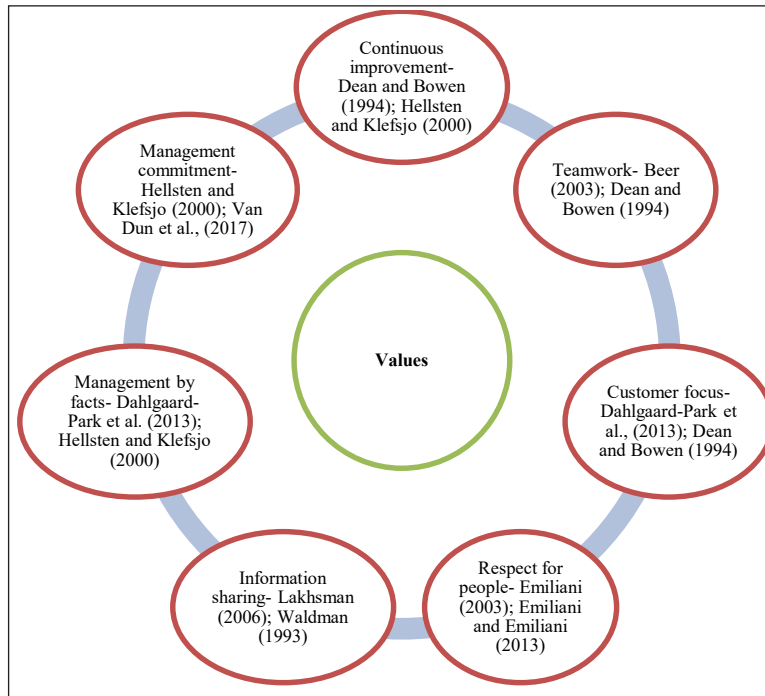 Continuous
improvement-
Dean and Bowen
(1994); Hellsten
and Klefsjo (2000)
Teamwork- Beer
(2003); Dean and
Bowen (1994)
Customer focus-
Dahlgaard-Park et
al., (2013); Dean
and Bowen
(1994)
Respect for
people- Emiliani
(2003); Emiliani
and Emiliani
(2013)
Information
sharing- Lakhsman
(2006); Waldman
(1993)
Management by
facts- Dahlgaard-
Park et al. (2013);
Hellsten and Klefsjo
(2000)
Management
commitment-
Hellsten and
Klefsjo (2000); Van
Dun et al., (2017)
Values